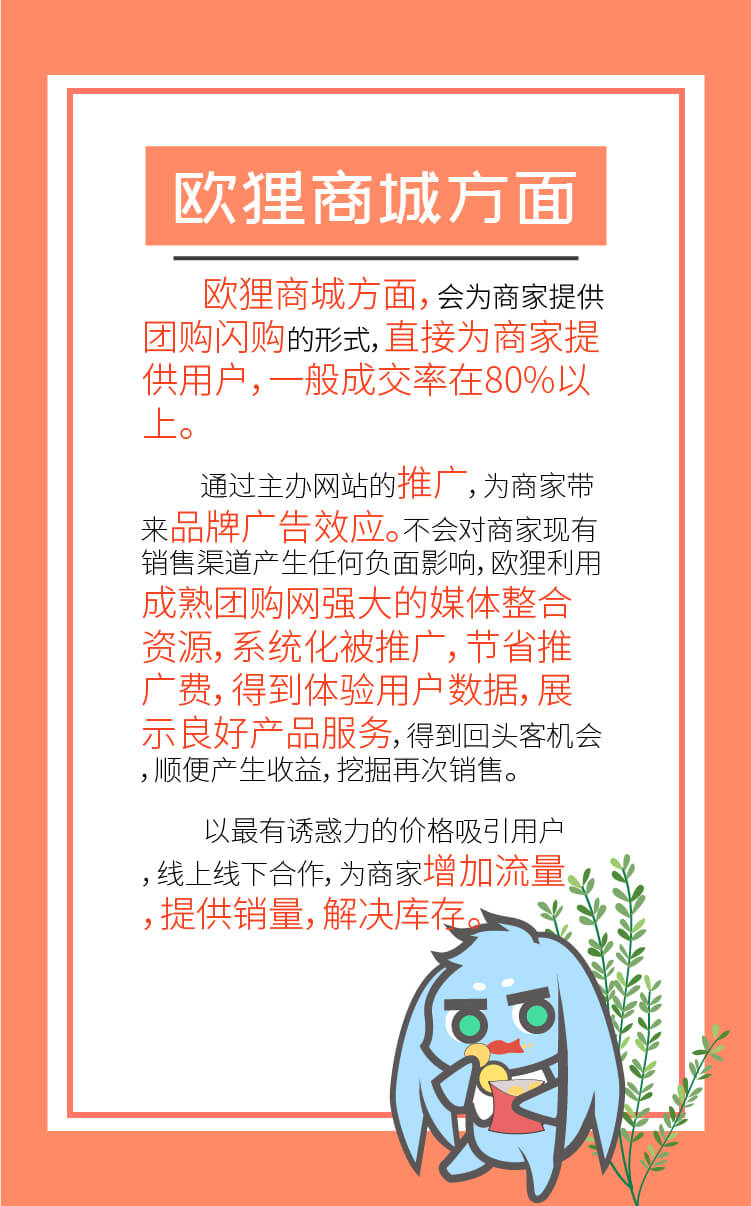 欧狸商城方面
欧狸商城方面，会为商家提供
团购闪购的形式，直接为商家提
供用户，一般成交率在80%以
上。
通过主办网站的推广，为商家带
来品牌广告效应。不会对商家现有
销售渠道产生任何负面影响，欧狸利用
成熟团购网强大的媒体整合
资源，系统化被推广，节省推
广费，得到体验用户数据，展
示良好产品服务，得到回头客机会
，顺便产生收益，挖掘再次销售。
以最有诱惑力的价格吸引用户
，线上线下合作，为商家增加流量
，提供销量，解决库存。